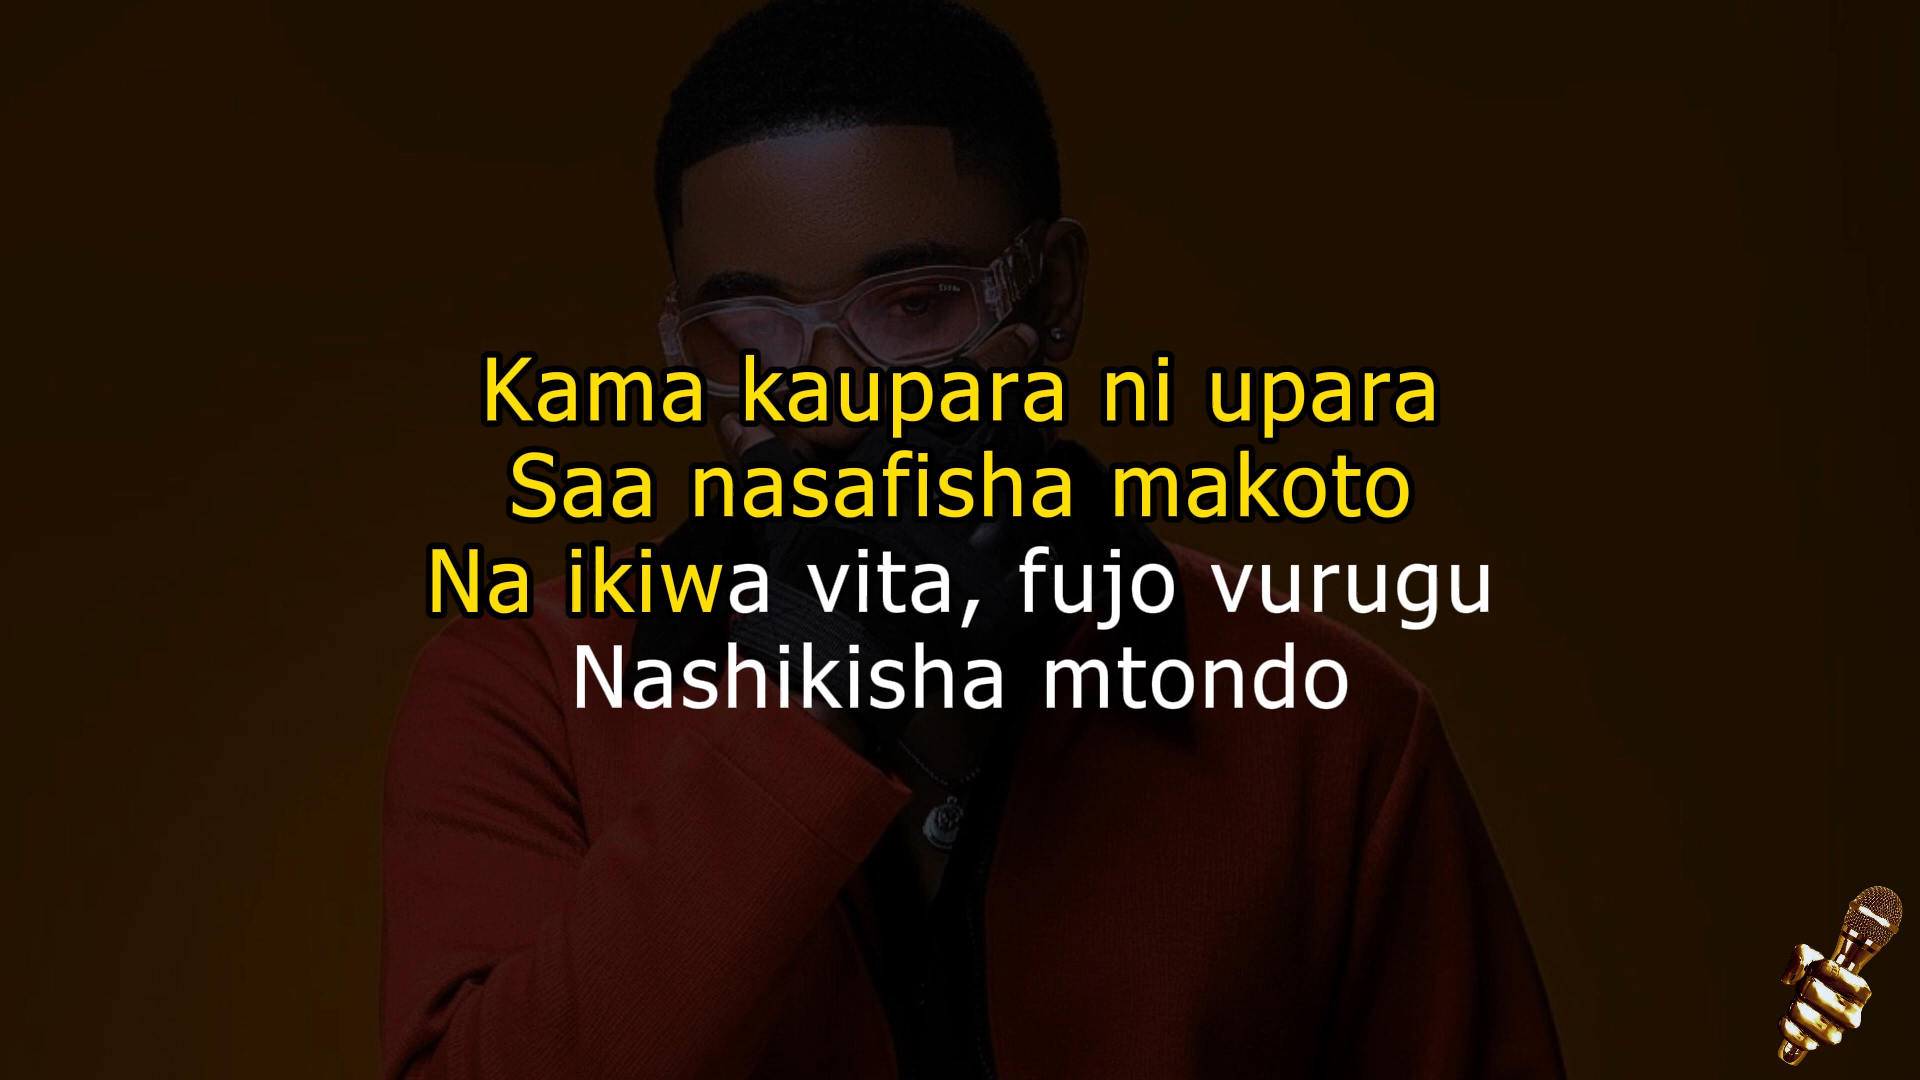 Kama kaupara ni upara
Saa nasafisha makoto
Na ikiwa vita, fujo vurugu
Nashikisha mtondo